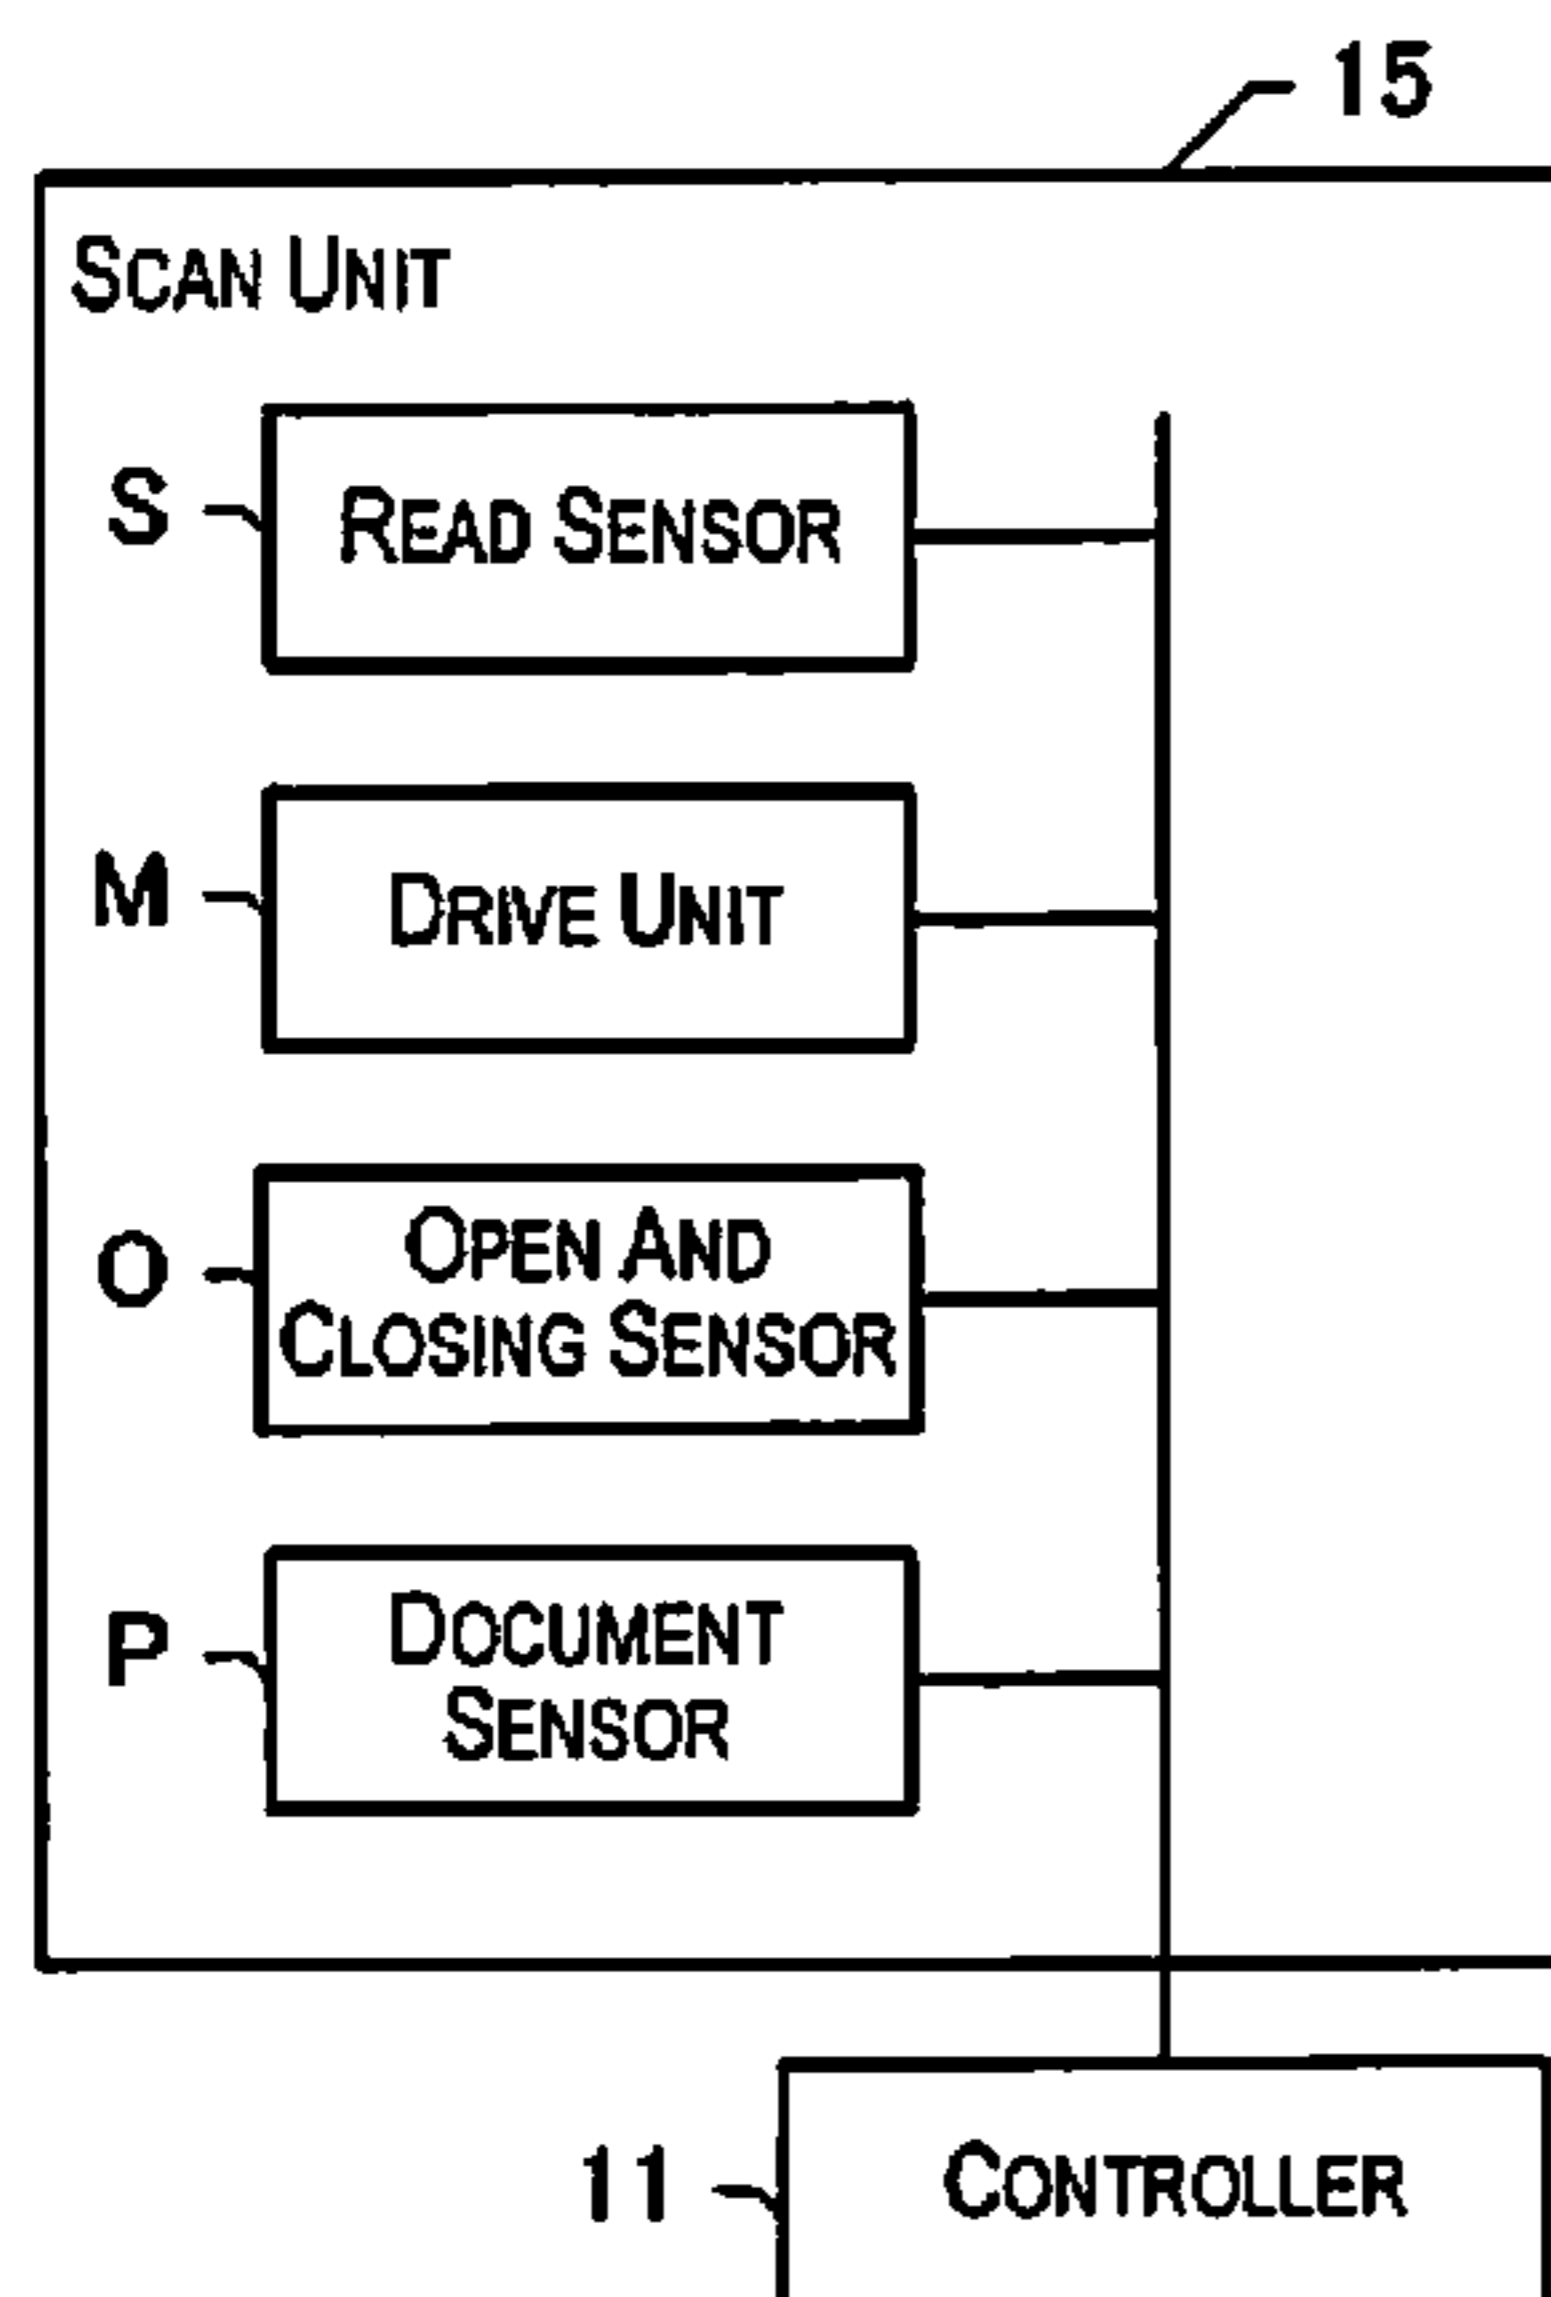 15
SCAN UNIT
S
READ SENSOR
M
DRIVE UNIT
O
OPEN AND
CLOSING SENSOR
P
DOCUMENT
SENSOR
11
CONTROLLER